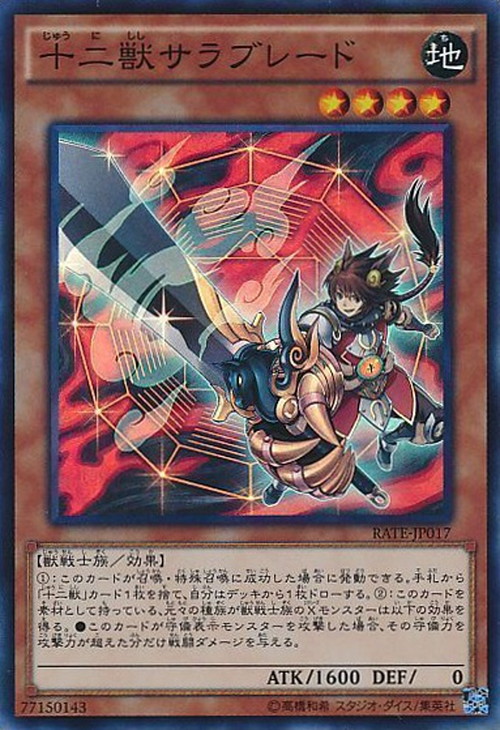 十二獣サラブレード
じゅう に しし
地
ち
RATE-JP017
【獣戦士族/効果】
①:このカードが召喚・特殊召喚に成功した場合に発動できる。手札から
「十二獣」カード1枚を捨て、自分はデッキから1枚ドローする。②:このカードを
素材として持っている、元々の種族が獣戦士族のXモンスターは以下の効果を
得る。●このカードが守備表示モンスターを攻撃した場合、その守備力を
攻撃力が超えた分だけ戦闘ダメージを与える。
ATK/1600 DEF/ 0
77150143
©高橋和希 スタジオ・ダイス/集英社